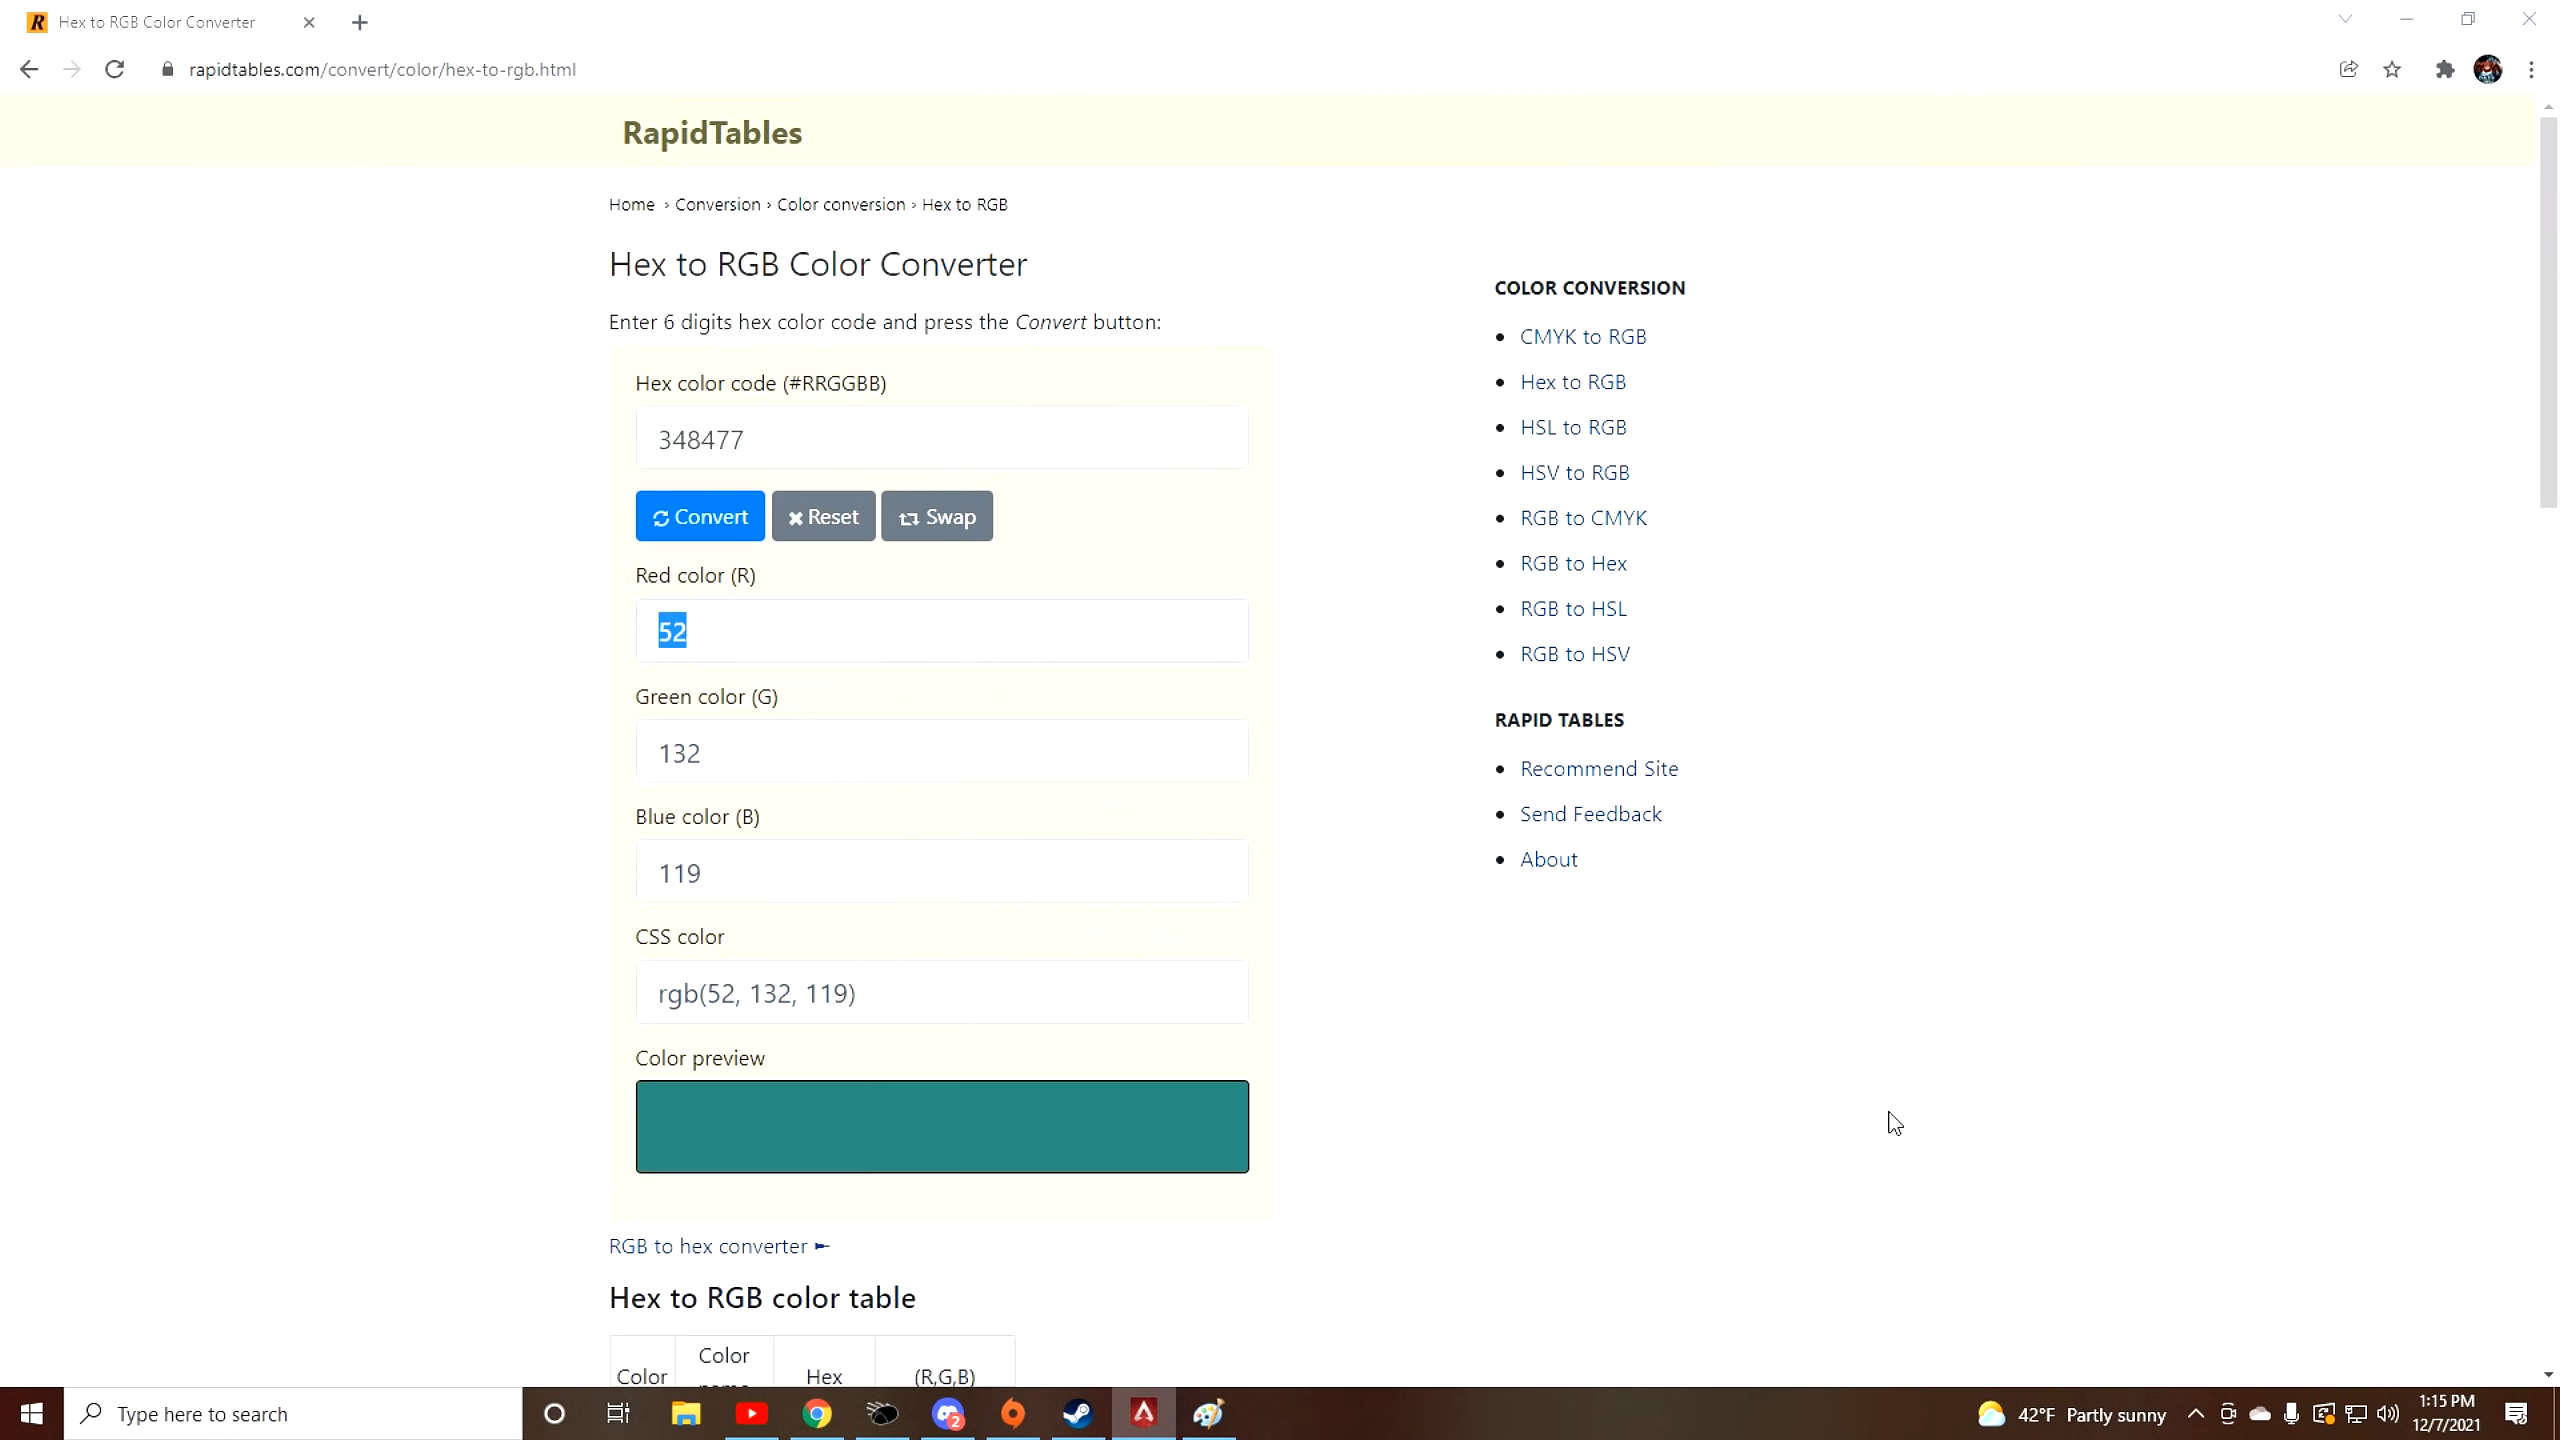 Hex to RGB Color Converter
rapidtables.com/convert/color/hex-to-rgb.html
RapidTables
Home › Conversion › Color conversion › Hex to RGB
Hex to RGB Color Converter
Enter 6 digits hex color code and press the Convert button:
Hex color code (#RRGGBB)
348477
Convert Reset Swap
Red color (R)
52
Green color (G)
132
Blue color (B)
119
CSS color
rgb(52, 132, 119)
Color preview
RGB to hex converter ►
Hex to RGB color table
Color Color Hex (R,G,B)
COLOR CONVERSION
CMYK to RGB
Hex to RGB
HSL to RGB
HSV to RGB
RGB to CMYK
RGB to Hex
RGB to HSL
RGB to HSV
RAPID TABLES
Recommend Site
Send Feedback
About
Type here to search
2
42°F Partly sunny
1:15 PM
12/7/2021